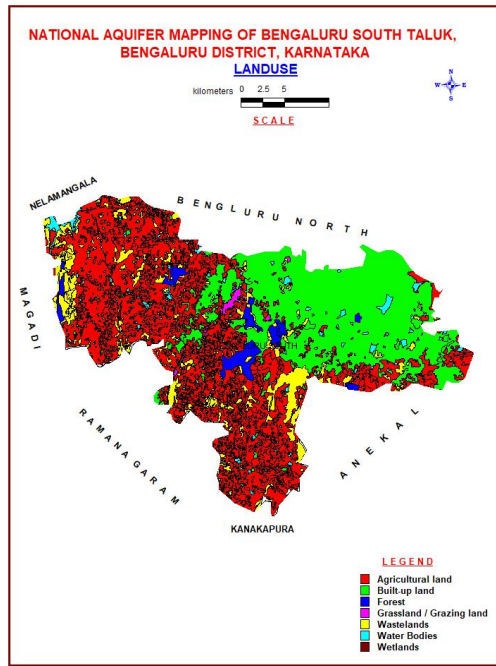 NATIONAL AQUIFER MAPPING OF BENGALURU SOUTH TALUK,
BENGALURU DISTRICT, KARNATAKA
LANDUSE
N
W E
S
kilometers 0 2.5 5
SCALE
NELAMANGALA
BENGLURU NORTH
MAGADI
RAMANAGARAM
ANEKAL
KANAKAPURA
LEGEND
Agricultural land
Built-up land
Forest
Grassland / Grazing land
Wastelands
Water Bodies
Wetlands